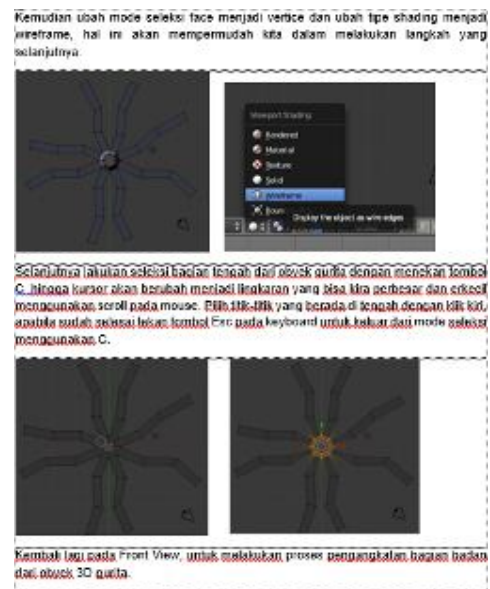 Kemudian ubah mode seleksi face menjadi vertice dan ubah tipe shading menjadi
wireframe, hal ini akan mempermudah kita dalam melakukan langkah yang
selanjutnya.
Viewport Shading
Rendered
Material
Texture
Solid
Wireframe
Boun
Display the object as wire edges
Selanjutnya lakukan seleksi bagian tengah dari obyek gurita dengan menekan tombol
C, hingga kursor akan berubah menjadi lingkaran yang bisa kira perbesar dan erkecil
menggunakan scroll pada mouse. Pilih titik-titik yang berada di tengah dengan klik kiri,
apabila sudah selesai tekan tombol Esc pada keyboard untuk keluar dari mode seleksi
menggunakan C.
Kembali lagi pada Front View, untuk melakukan proses pengangkatan bagian badan
dari obyek 3D gurita.